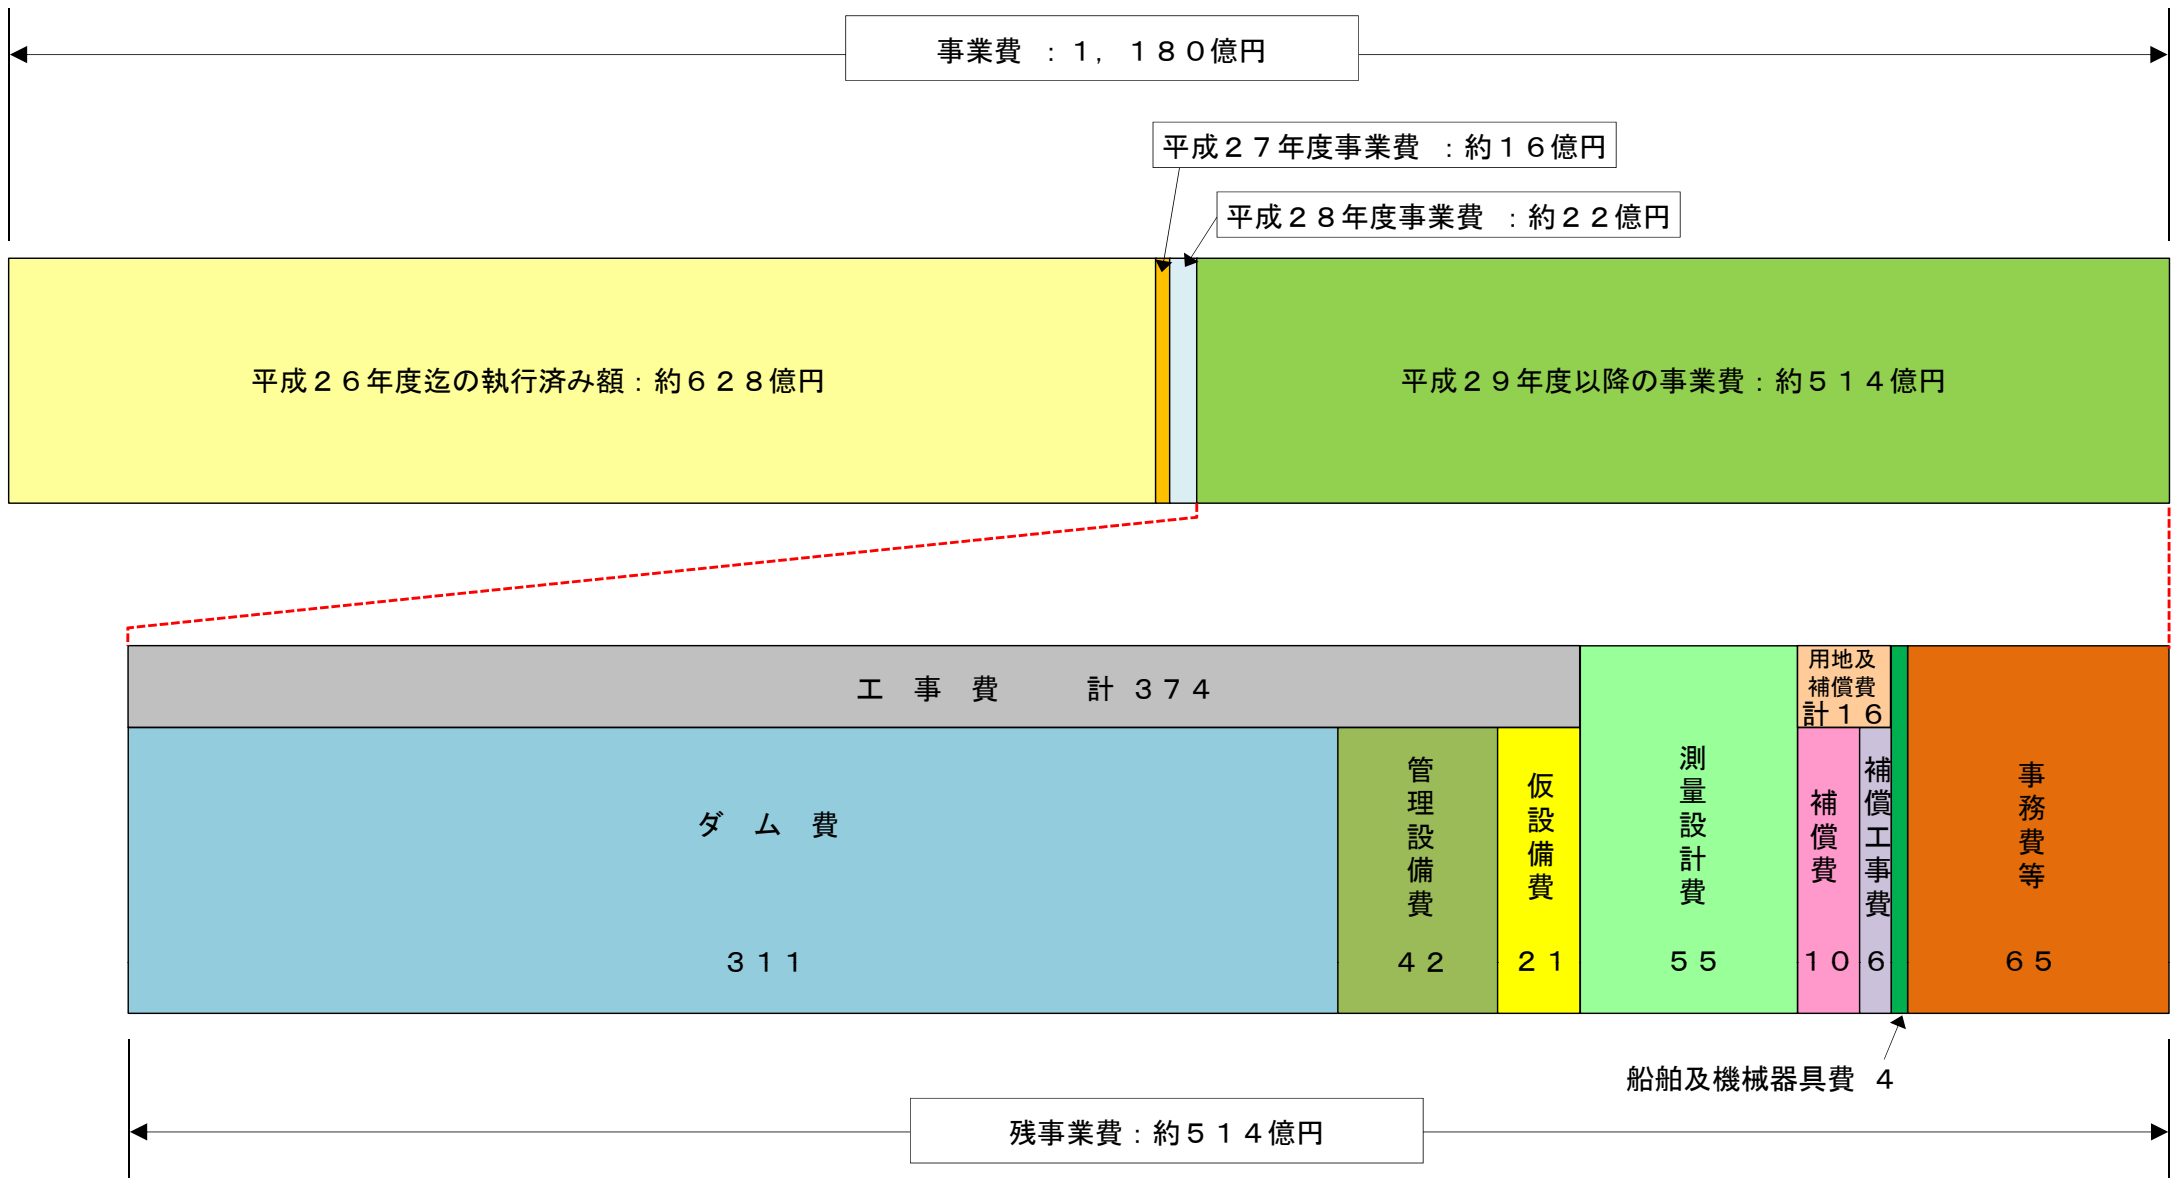 事業費 ：１，１８０億円
平成２７年度事業費 ：約１６億円
平成２８年度事業費 ：約２２億円
平成２６年度迄の執行済み額：約６２８億円
平成２９年度以降の事業費：約５１４億円
工 事 費 計 ３７４
用地及
補償費
計１６
ダ ム 費
３１１
管理設備費
４２
仮設備費
２１
測量設計費
５５
補償費
１０
補償工事費
６
事務費等
６５
船舶及機械器具費 ４
残事業費：約５１４億円